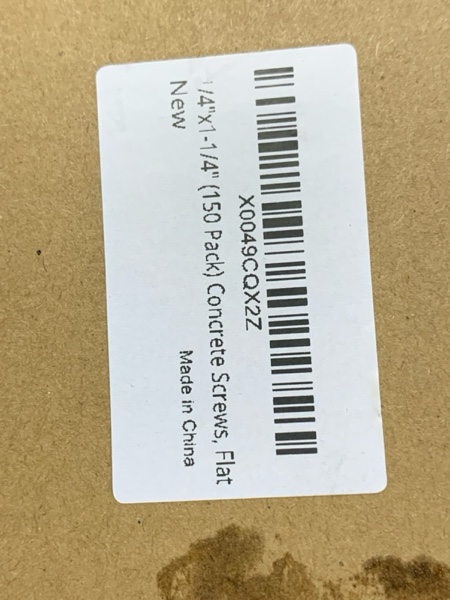 X0049CQX2Z
1/4"x1-1/4" (150 Pack) Concrete Screws, Flat
New
Made in China